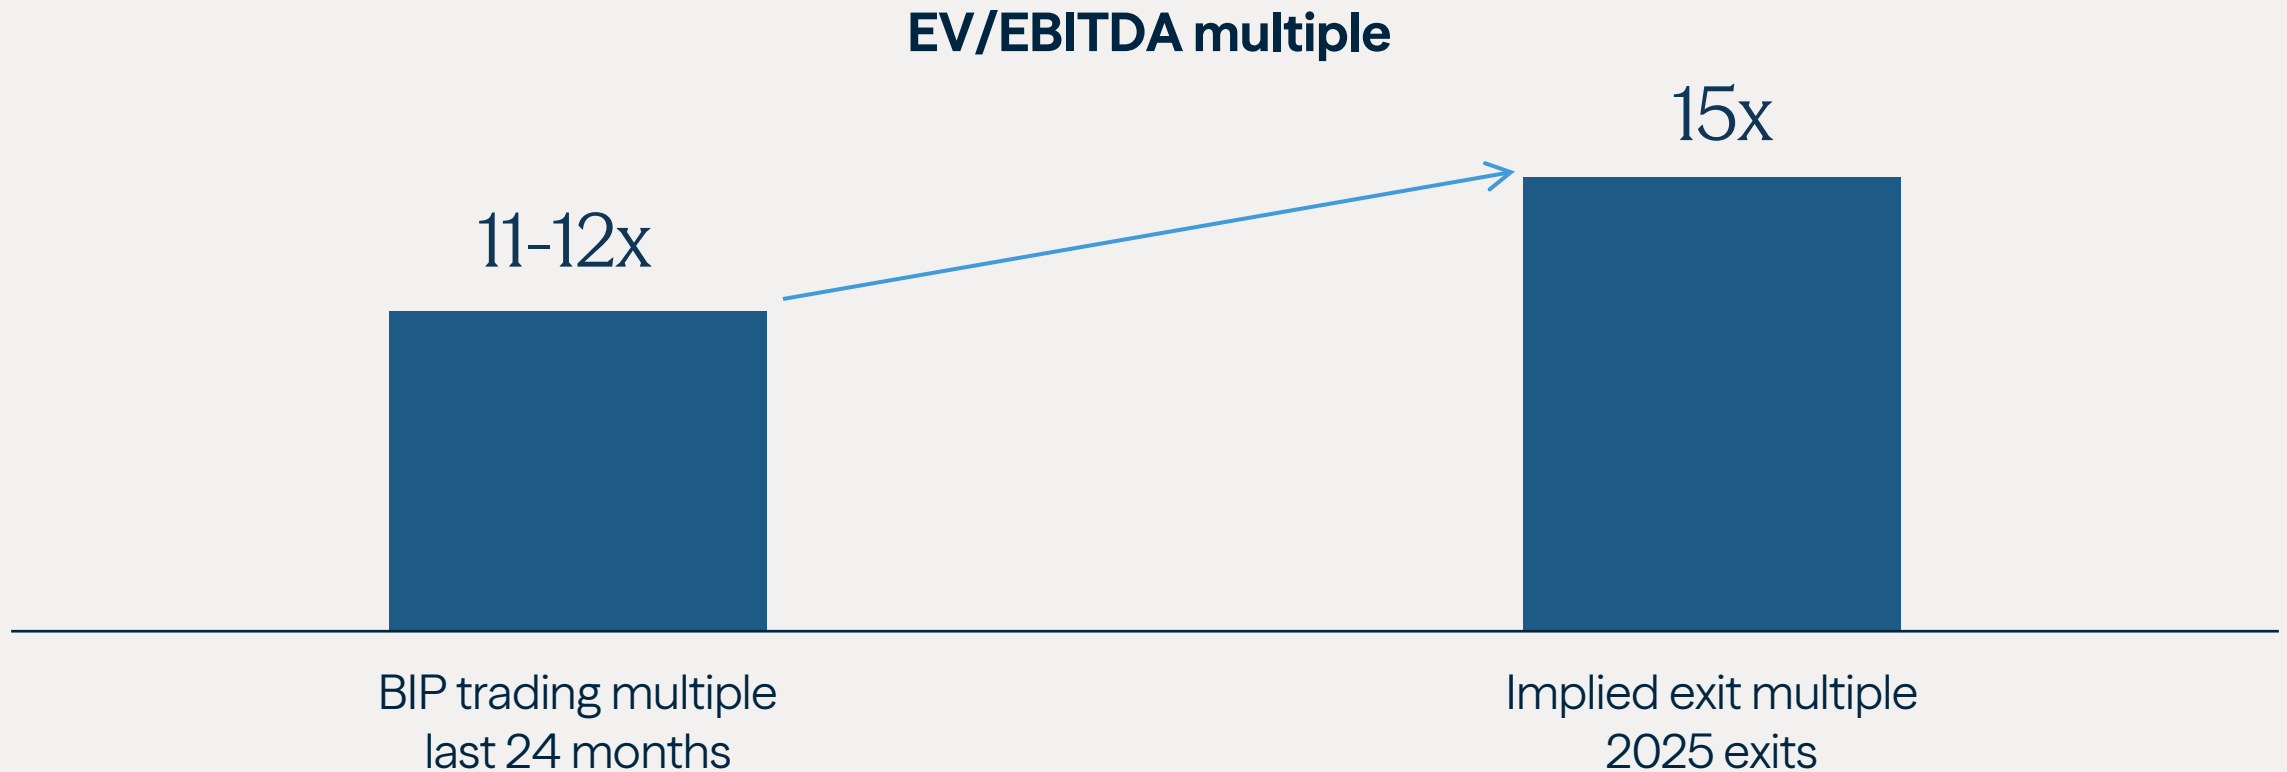 EV/EBITDA multiple
11-12x
15x
BIP trading multiple
last 24 months
Implied exit multiple
2025 exits